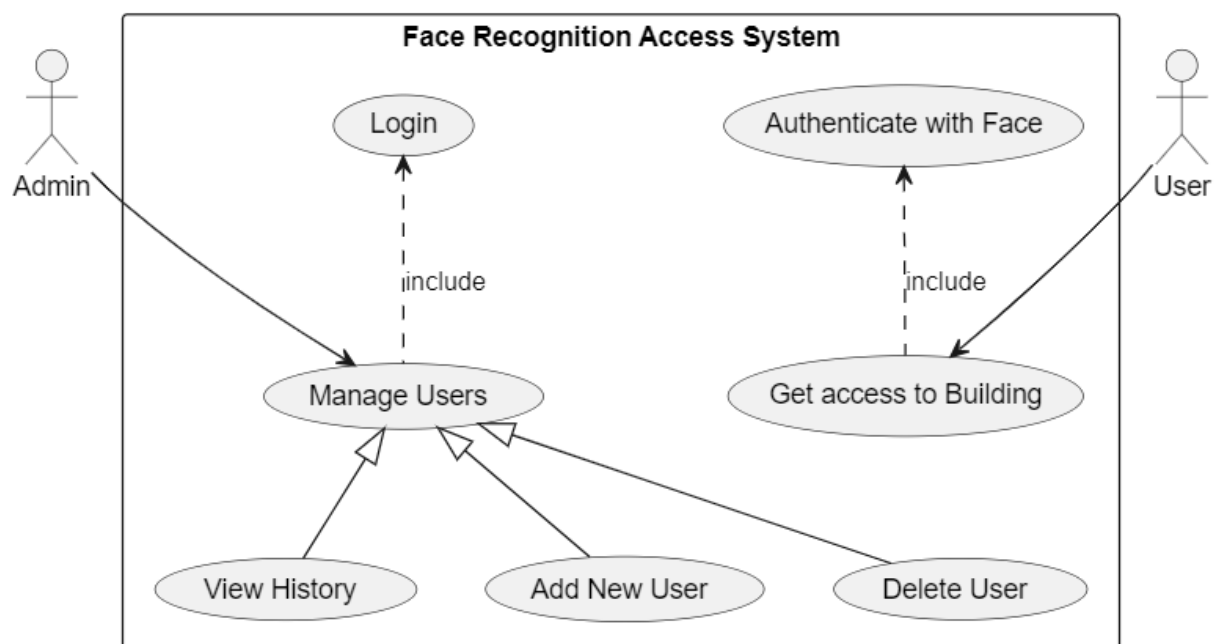 Face Recognition Access System
Login
Authenticate with Face
Admin
User
include
include
Manage Users
Get access to Building
View History
Add New User
Delete User